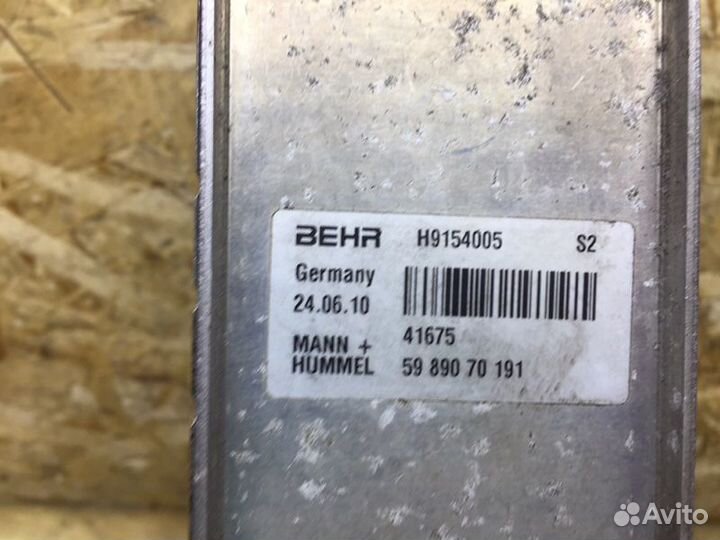 BEHR H9154005 S2
Germany
24.06.10
MANN + 41675
HUMMEL 59 890 70 191
Avito